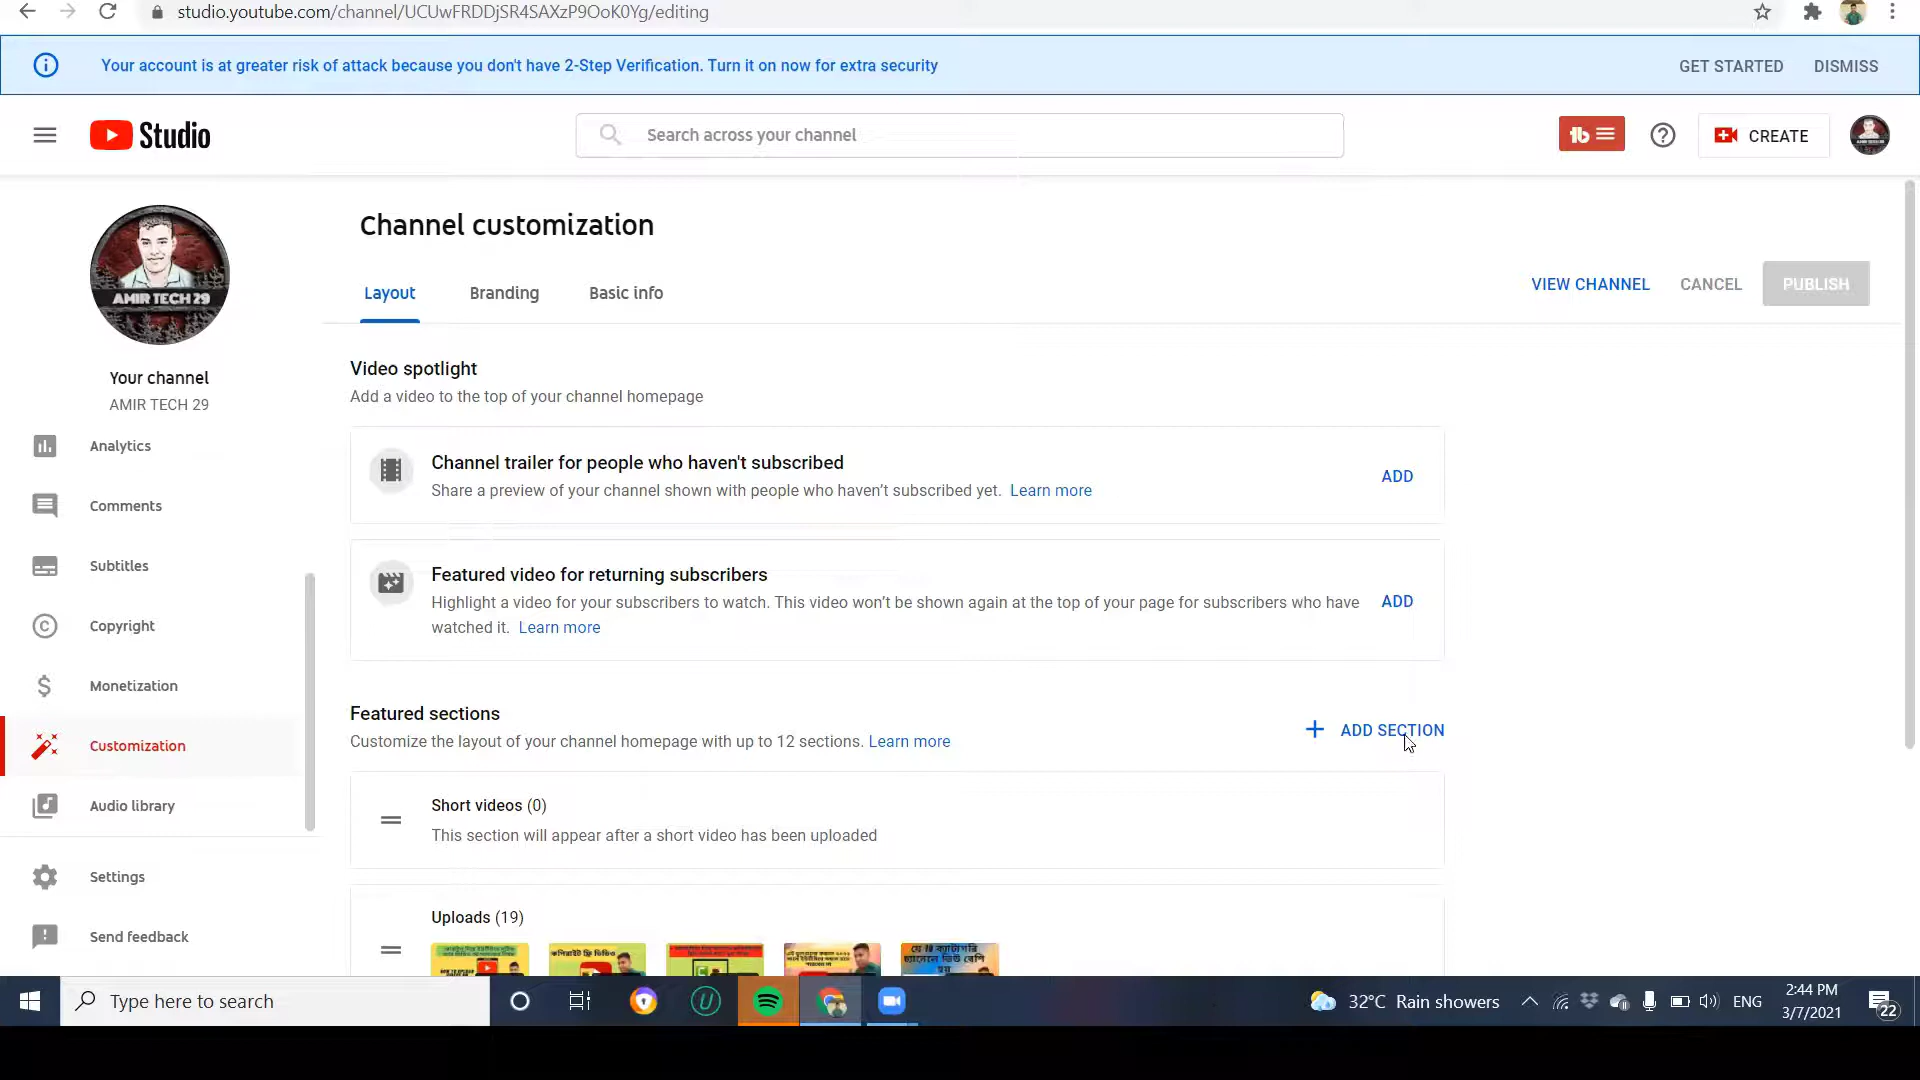 studio.youtube.com/channel/UCUwFRDDjSR4SAXzP9OoK0Yg/editing
Your account is at greater risk of attack because you don't have 2-Step Verification. Turn it on now for extra security
GET STARTED
DISMISS
Studio
Search across your channel
CREATE
AMIR TECH 29
Your channel
AMIR TECH 29
Analytics
Comments
Subtitles
Copyright
Monetization
Customization
Audio library
Settings
Send feedback
Channel customization
Layout
Branding
Basic info
VIEW CHANNEL
CANCEL
PUBLISH
Video spotlight
Add a video to the top of your channel homepage
Channel trailer for people who haven't subscribed
Share a preview of your channel shown with people who haven't subscribed yet. Learn more
ADD
Featured video for returning subscribers
Highlight a video for your subscribers to watch. This video won't be shown again at the top of your page for subscribers who have
watched it. Learn more
ADD
Featured sections
Customize the layout of your channel homepage with up to 12 sections. Learn more
ADD SECTION
Short videos (0)
This section will appear after a short video has been uploaded
Uploads (19)
কপিরাইট ফ্রি ভিডিও
যে 10 ক্যাটাগরি
Type here to search
32°C Rain showers
ENG
2:44 PM
3/7/2021
22